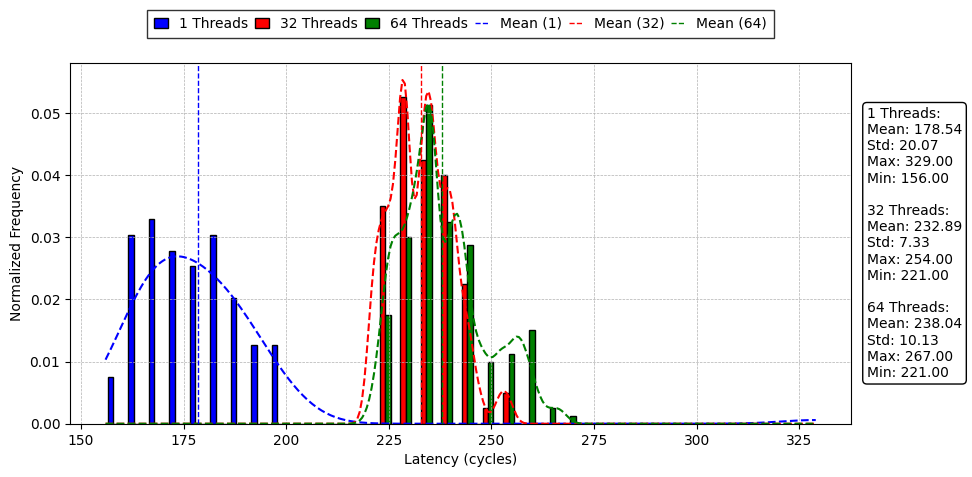 1 Threads 32 Threads 64 Threads Mean (1) Mean (32) Mean (64)
Normalized Frequency
0.05
0.04
0.03
0.02
0.01
0.00
150 175 200 225 250 275 300 325
Latency (cycles)
1 Threads:
Mean: 178.54
Std: 20.07
Max: 329.00
Min: 156.00
32 Threads:
Mean: 232.89
Std: 7.33
Max: 254.00
Min: 221.00
64 Threads:
Mean: 238.04
Std: 10.13
Max: 267.00
Min: 221.00